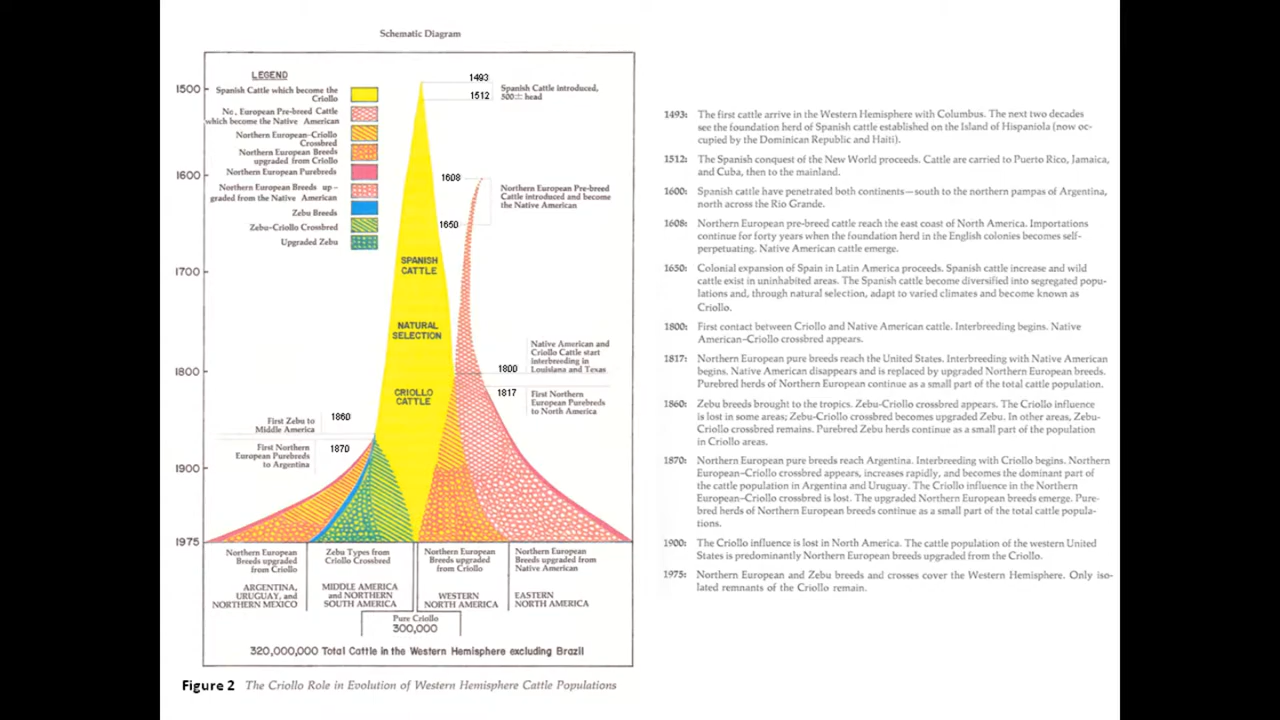 Schematic Diagram
LEGEND
Spanish Cattle which become the
Criollo
No, European Pre-breed Cattle
which become the Native American
Northern European-Criollo
Crossbred
Northern European Breeds
upgraded from Criollo
Northern European Purebreds
Northern European Breeds up-
graded from the Native American
Zebu Breeds
Zebu-Criollo Crossbred
Upgraded Zebu
1500
1600
1700
1800
1900
1975
1493
1512
Spanish Cattle introduced,
300± head
1608
1650
Northern European Pre-breed
Cattle introduced and become
the Native American
SPANISH
CATTLE
NATURAL
SELECTION
CRIOLLO
CATTLE
Native American and
Criollo Cattle start
interbreeding in
Louisiana and Texas
1800
1817
First Northern
European Purebreds
to North America
First Zebu to
Middle America
1860
First Northern
European Purebreds
to Argentina
1870
Northern European
Breeds upgraded
from Criollo
ARGENTINA,
URUGUAY, and
NORTHERN MEXICO
Zebu Types from
Criollo Crossbred
MIDDLE AMERICA
and NORTHERN
SOUTH AMERICA
Northern European
Breeds upgraded
from Criollo
WESTERN
NORTH AMERICA
Northern European
Breeds upgraded from
Native American
EASTERN
NORTH AMERICA
Pure Criollo
300,000
320,000,000 Total Cattle in the Western Hemisphere excluding Brazil
Figure 2 The Criollo Role in Evolution of Western Hemisphere Cattle Populations
1493: The first cattle arrive in the Western Hemisphere with Columbus. The next two decades
see the foundation herd of Spanish cattle established on the Island of Hispaniola (now oc-
cupied by the Dominican Republic and Haiti).
1512: The Spanish conquest of the New World proceeds. Cattle are carried to Puerto Rico, Jamaica,
and Cuba, then to the mainland.
1600: Spanish cattle have penetrated both continents—south to the northern pampas of Argentina,
north across the Rio Grande.
1608: Northern European pre-breed cattle reach the east coast of North America. Importations
continue for forty years when the foundation herd in the English colonies becomes self-
perpetuating. Native American cattle emerge.
1650: Colonial expansion of Spain in Latin America proceeds. Spanish cattle increase and wild
cattle exist in uninhabited areas. The Spanish cattle become diversified into segregated popu-
lations and, through natural selection, adapt to varied climates and become known as
Criollo.
1800: First contact between Criollo and Native American cattle. Interbreeding begins. Native
American-Criollo crossbred appears.
1817: Northern European pure breeds reach the United States. Interbreeding with Native American
begins. Native American disappears and is replaced by upgraded Northern European breeds.
Purebred herds of Northern European continue as a small part of the total cattle population.
1860: Zebu breeds brought to the tropics. Zebu-Criollo crossbred appears. The Criollo influence
is lost in some areas; Zebu-Criollo crossbred becomes upgraded Zebu. In other areas, Zebu-
Criollo crossbred remains. Purebred Zebu herds continue as a small part of the population
in Criollo areas.
1870: Northern European pure breeds reach Argentina. Interbreeding with Criollo begins. Northern
European-Criollo crossbred appears, increases rapidly, and becomes the dominant part of
the cattle population in Argentina and Uruguay. The Criollo influence in the Northern
European-Criollo crossbred is lost. The upgraded Northern European breeds emerge. Pure-
bred herds of Northern European breeds continue as a small part of the total cattle popula-
tions.
1900: The Criollo influence is lost in North America. The cattle population of the western United
States is predominantly Northern European breeds upgraded from the Criollo.
1975: Northern European and Zebu breeds and crosses cover the Western Hemisphere. Only iso-
lated remnants of the Criollo remain.